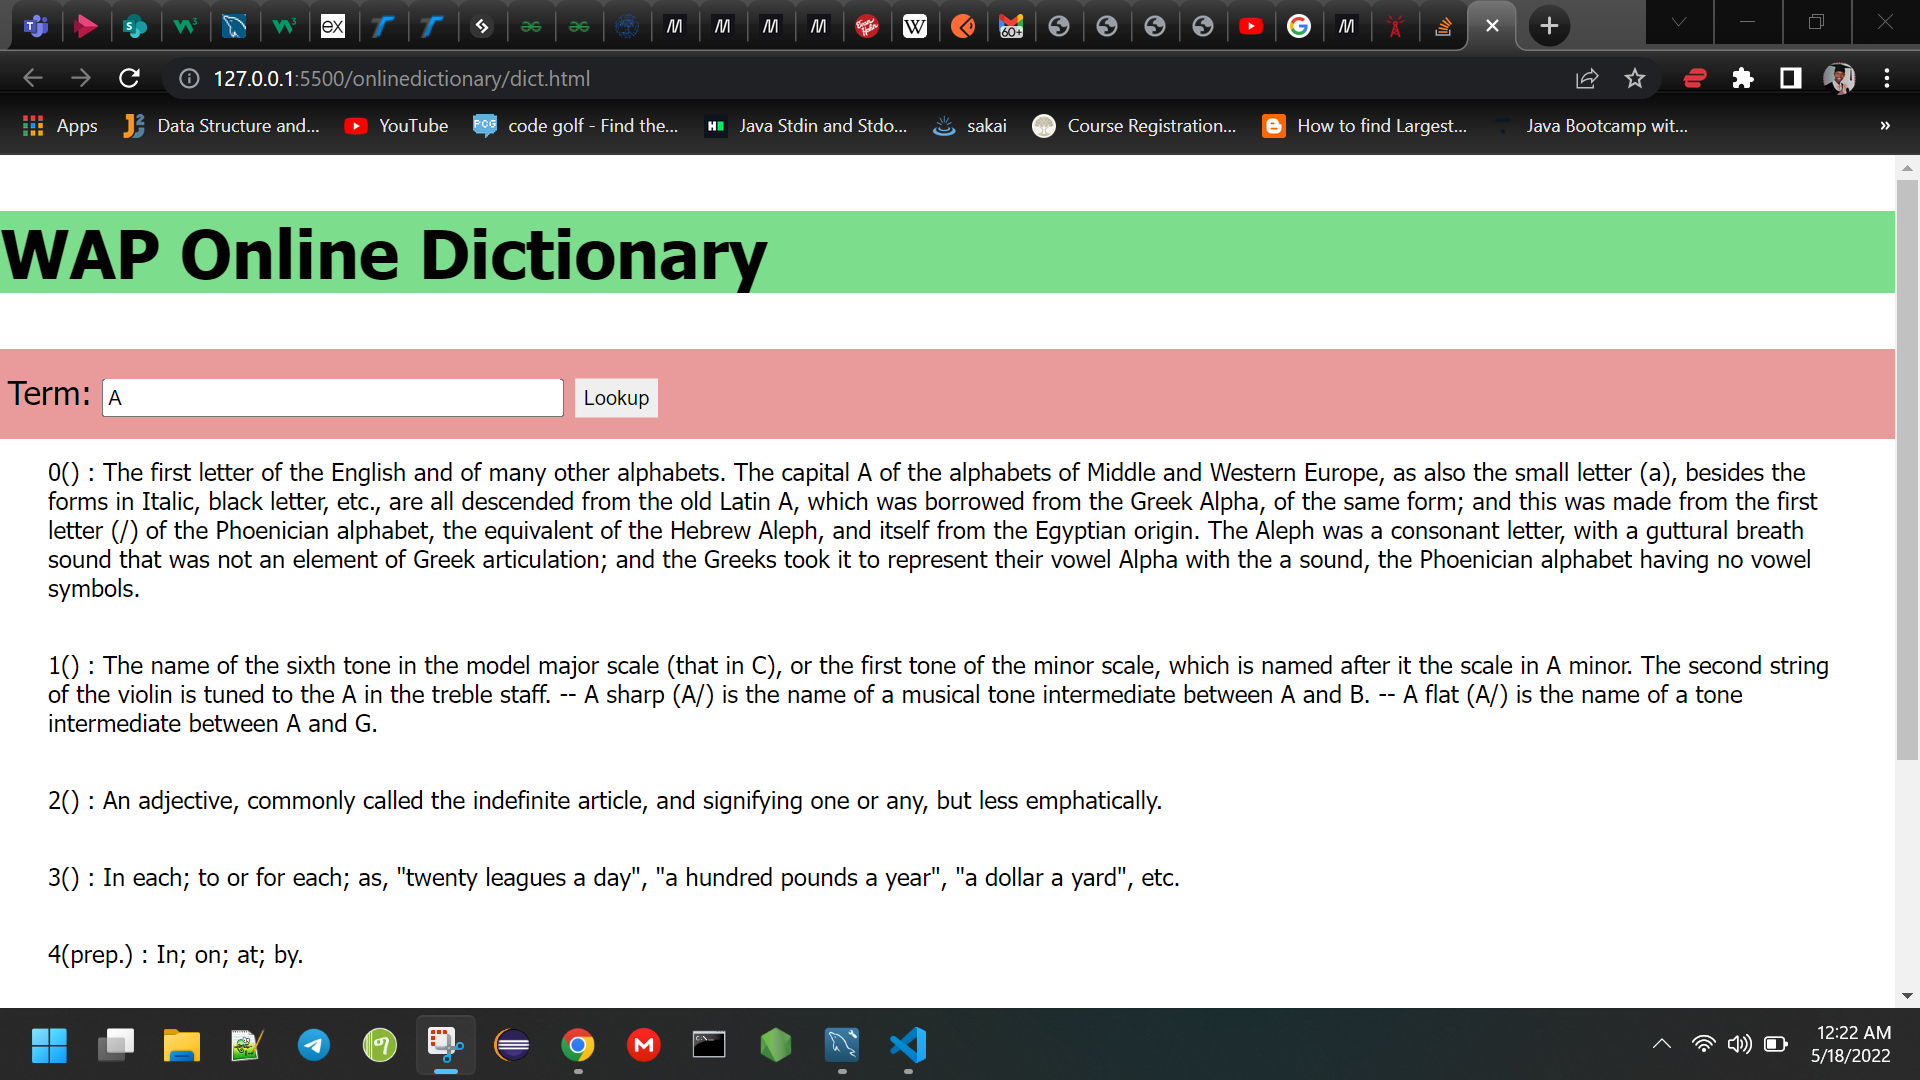 127.0.0.1:5500/onlinedictionary/dict.html
Apps
Data Structure and...
YouTube
PCG
code golf - Find the...
Java Stdin and Stdo...
sakai
Course Registration...
How to find Largest...
Java Bootcamp wit...
»
WAP Online Dictionary
Term: A Lookup
0() : The first letter of the English and of many other alphabets. The capital A of the alphabets of Middle and Western Europe, as also the small letter (a), besides the
forms in Italic, black letter, etc., are all descended from the old Latin A, which was borrowed from the Greek Alpha, of the same form; and this was made from the first
letter (/) of the Phoenician alphabet, the equivalent of the Hebrew Aleph, and itself from the Egyptian origin. The Aleph was a consonant letter, with a guttural breath
sound that was not an element of Greek articulation; and the Greeks took it to represent their vowel Alpha with the a sound, the Phoenician alphabet having no vowel
symbols.
1() : The name of the sixth tone in the model major scale (that in C), or the first tone of the minor scale, which is named after it the scale in A minor. The second string
of the violin is tuned to the A in the treble staff. -- A sharp (A/) is the name of a musical tone intermediate between A and B. -- A flat (A/) is the name of a tone
intermediate between A and G.
2() : An adjective, commonly called the indefinite article, and signifying one or any, but less emphatically.
3() : In each; to or for each; as, "twenty leagues a day", "a hundred pounds a year", "a dollar a yard", etc.
4(prep.) : In; on; at; by.
12:22 AM
5/18/2022